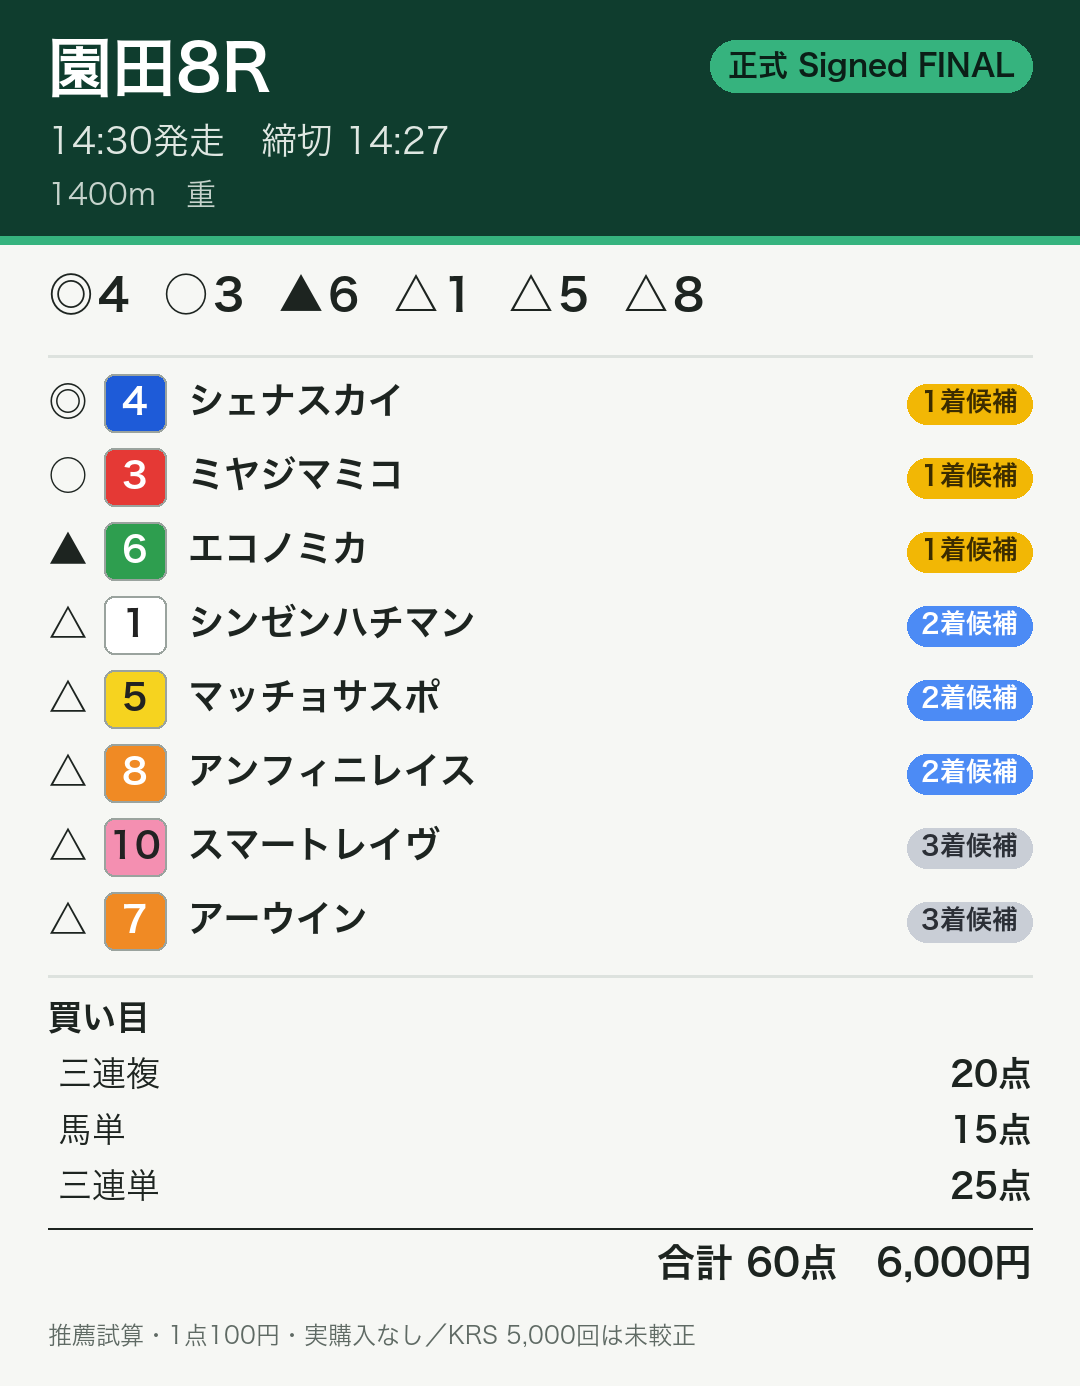 園田8R
正式 Signed FINAL
14:30発走　締切 14:27
1400m　重
◎4 ○3 ▲6 △1 △5 △8
◎ 4 シェナスカイ 1着候補
○ 3 ミヤジマミコ 1着候補
▲ 6 エコノミカ 1着候補
△ 1 シンゼンハチマン 2着候補
△ 5 マッチョサスポ 2着候補
△ 8 アンフィニレイス 2着候補
△ 10 スマートレイヴ 3着候補
△ 7 アーウイン 3着候補
買い目
三連複 20点
馬単 15点
三連単 25点
合計 60点　6,000円
推薦試算・1点100円・実購入なし／KRS 5,000回は未較正